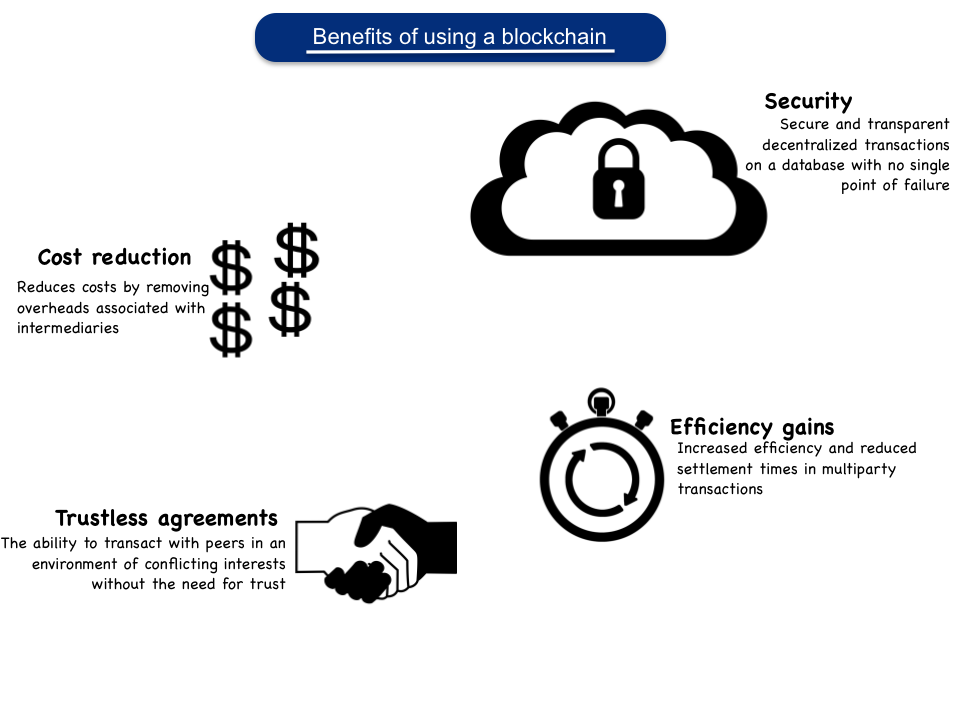 Benefits of using a blockchain
Security
Secure and transparent
decentralized transactions
on a database with no single
point of failure
Cost reduction
Reduces costs by removing
overheads associated with
intermediaries
$ $
$ $
Efficiency gains
Increased efficiency and reduced
settlement times in multiparty
transactions
Trustless agreements
The ability to transact with peers in an
environment of conflicting interests
without the need for trust